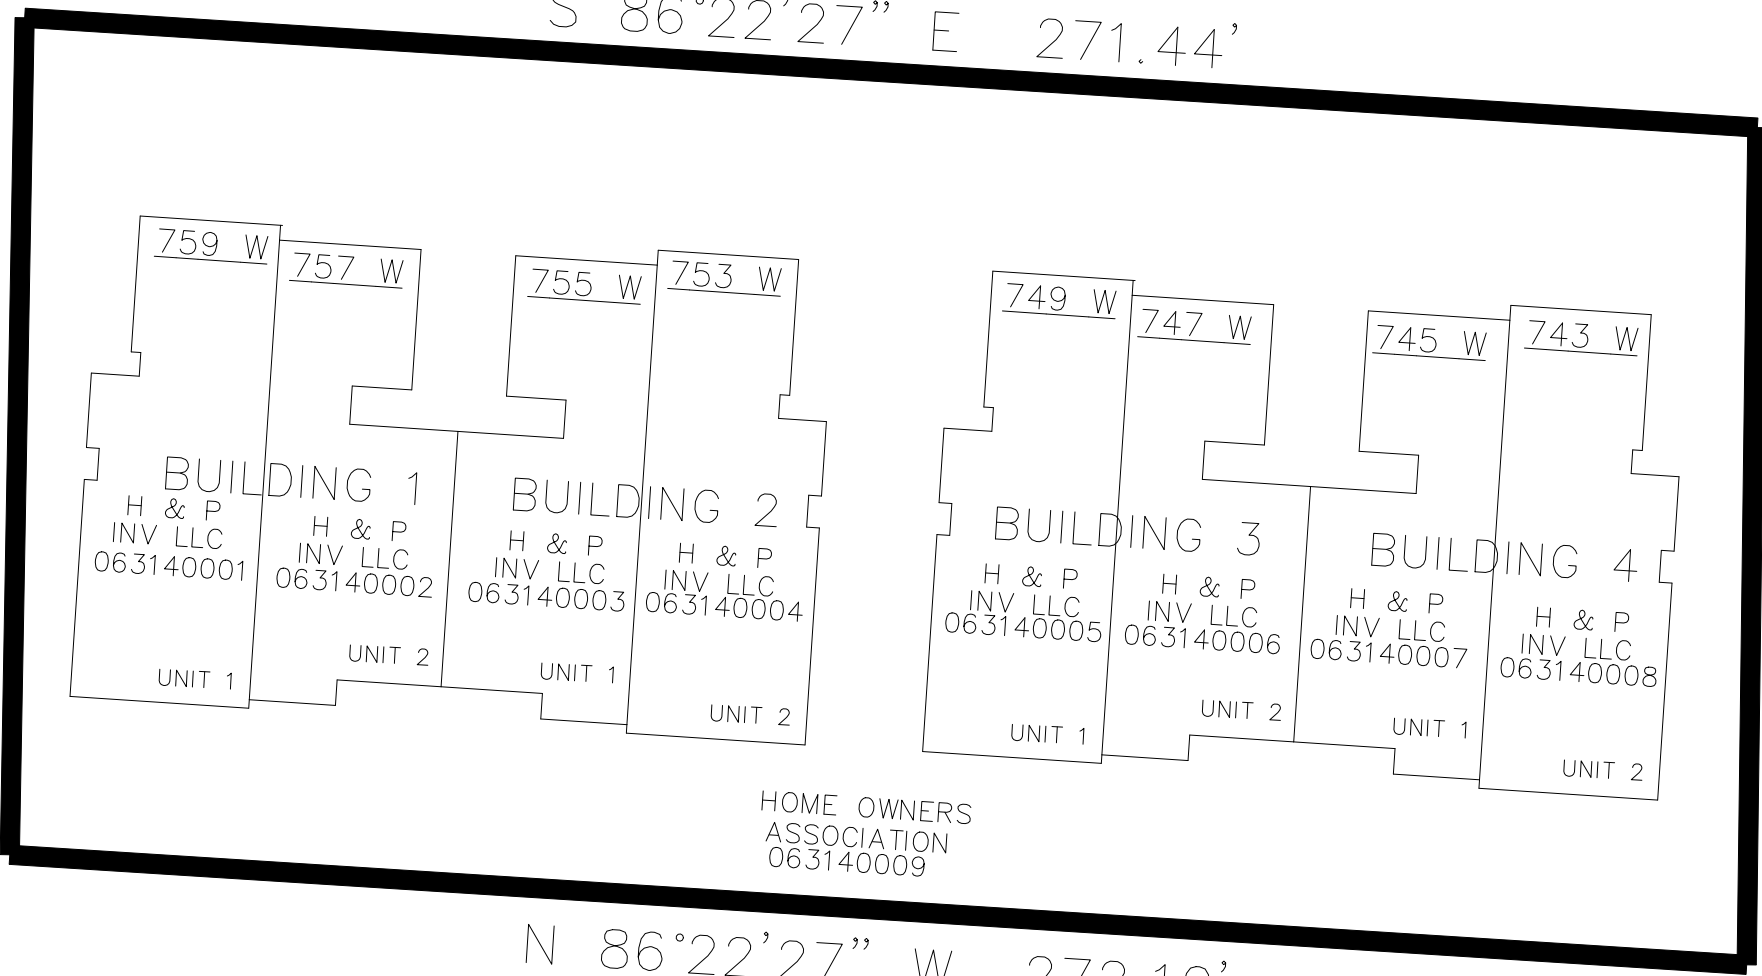 S 86°22'27" E 271.44'
759 W
757 W
755 W
753 W
749 W
747 W
745 W
743 W
BUILDING 1
H & P
INV LLC
063140001
UNIT 1
H & P
INV LLC
063140002
UNIT 2
BUILDING 2
H & P
INV LLC
063140003
UNIT 1
H & P
INV LLC
063140004
UNIT 2
BUILDING 3
H & P
INV LLC
063140005
UNIT 1
H & P
INV LLC
063140006
UNIT 2
BUILDING 4
H & P
INV LLC
063140007
UNIT 1
H & P
INV LLC
063140008
UNIT 2
HOME OWNERS
ASSOCIATION
063140009
N 86°22'27" W